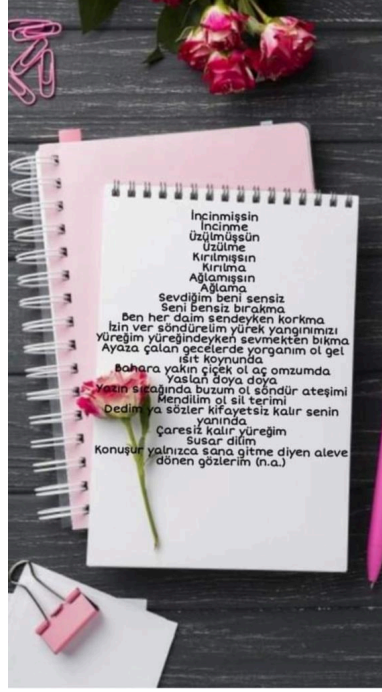 İncinmişsin
İncinme
Üzülmüşsün
Üzülme
Kırılmışsın
Kırılma
Ağlamışsın
Ağlama
Sevdiğim beni sensiz
Seni bensiz bırakma
Ben her daim sendeyken korkma
İzin ver söndürelim yürek yangınımızı
Yüreğim yüreğindeyken sevmekten bıkma
Ayaza çalan gecelerde yorganım ol gel
ısıt koynunda
Bahara yakın çiçek ol aç omzumda
Yaslan doya doya
Yazın sıcağında buzum ol söndür ateşimi
Mendilim ol sil terimi
Dedim ya sözler kifayetsiz kalır senin
yanında
Çaresiz kalır yüreğim
Susar dilim
Konuşur yalnızca sana gitme diyen aleve
dönen gözlerim (n.a.)